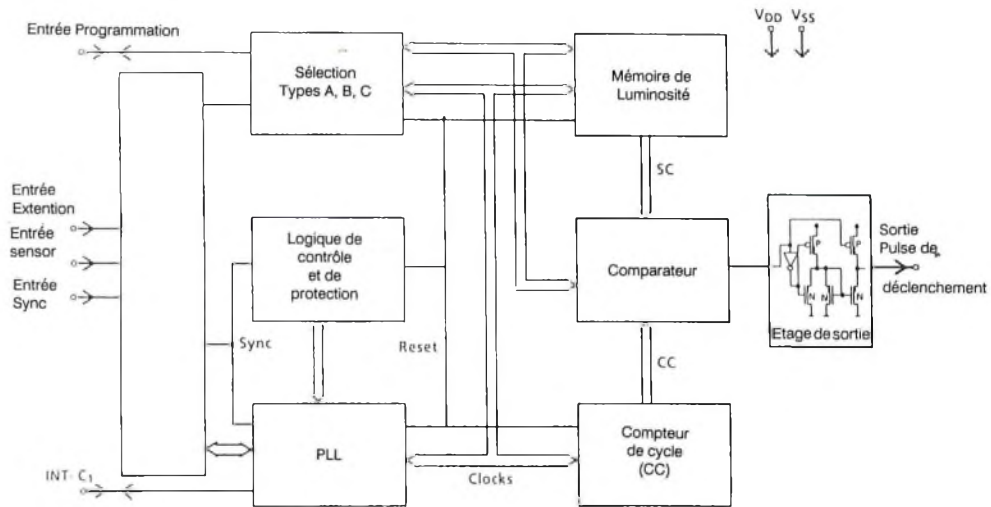 Entrée Programmation
VDD VSS
Sélection
Types A, B, C
Mémoire de
Luminosité
SC
Entrée
Extention
Entrée
sensor
Entrée
Sync
Logique de
contrôle
et de
protection
Comparateur
P
P
N
N
N
Etage de sortie
Sortie
Pulse de
déclenchement
Sync
Reset
CC
PLL
Compteur
de cycle
(CC)
Clocks
INT· C1